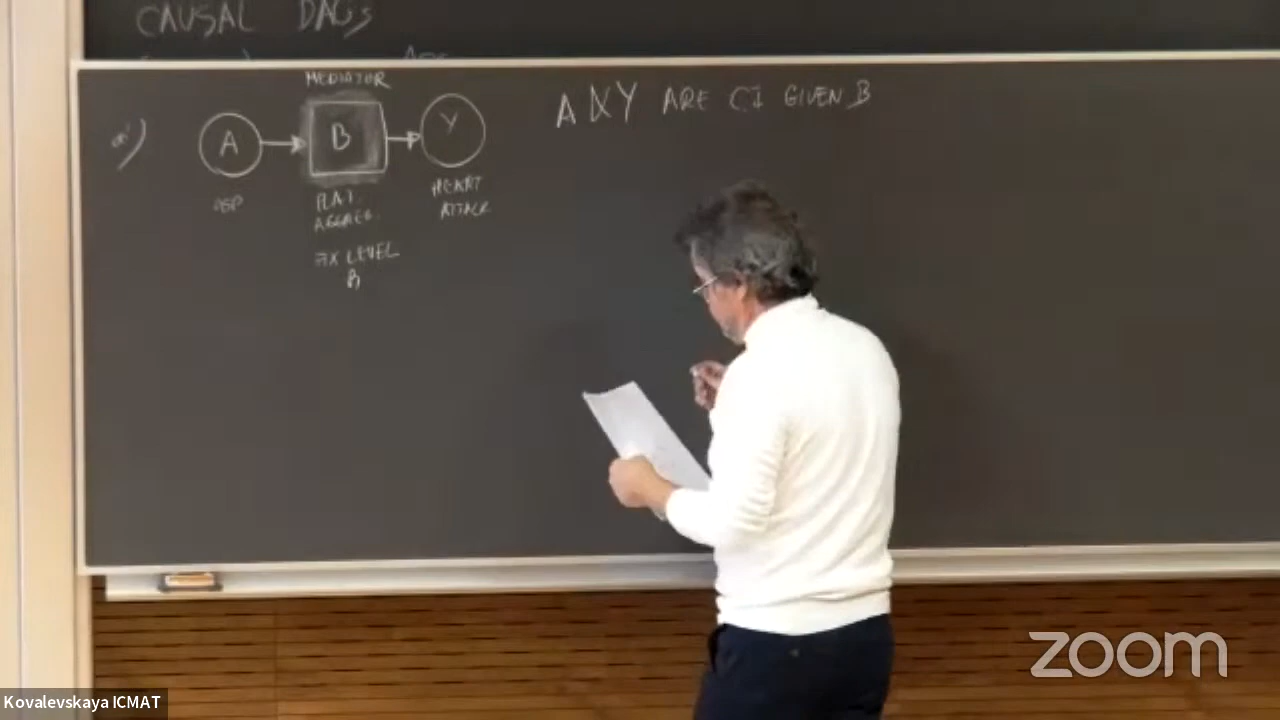 CAUSAL DAGs
MEDIATOR
A B Y
A & Y ARE CI GIVEN B
ASP
PLAT.
AGGREG.
HEART
ATTACK
FIX LEVEL
B
zoom
Kovalevskaya ICMAT